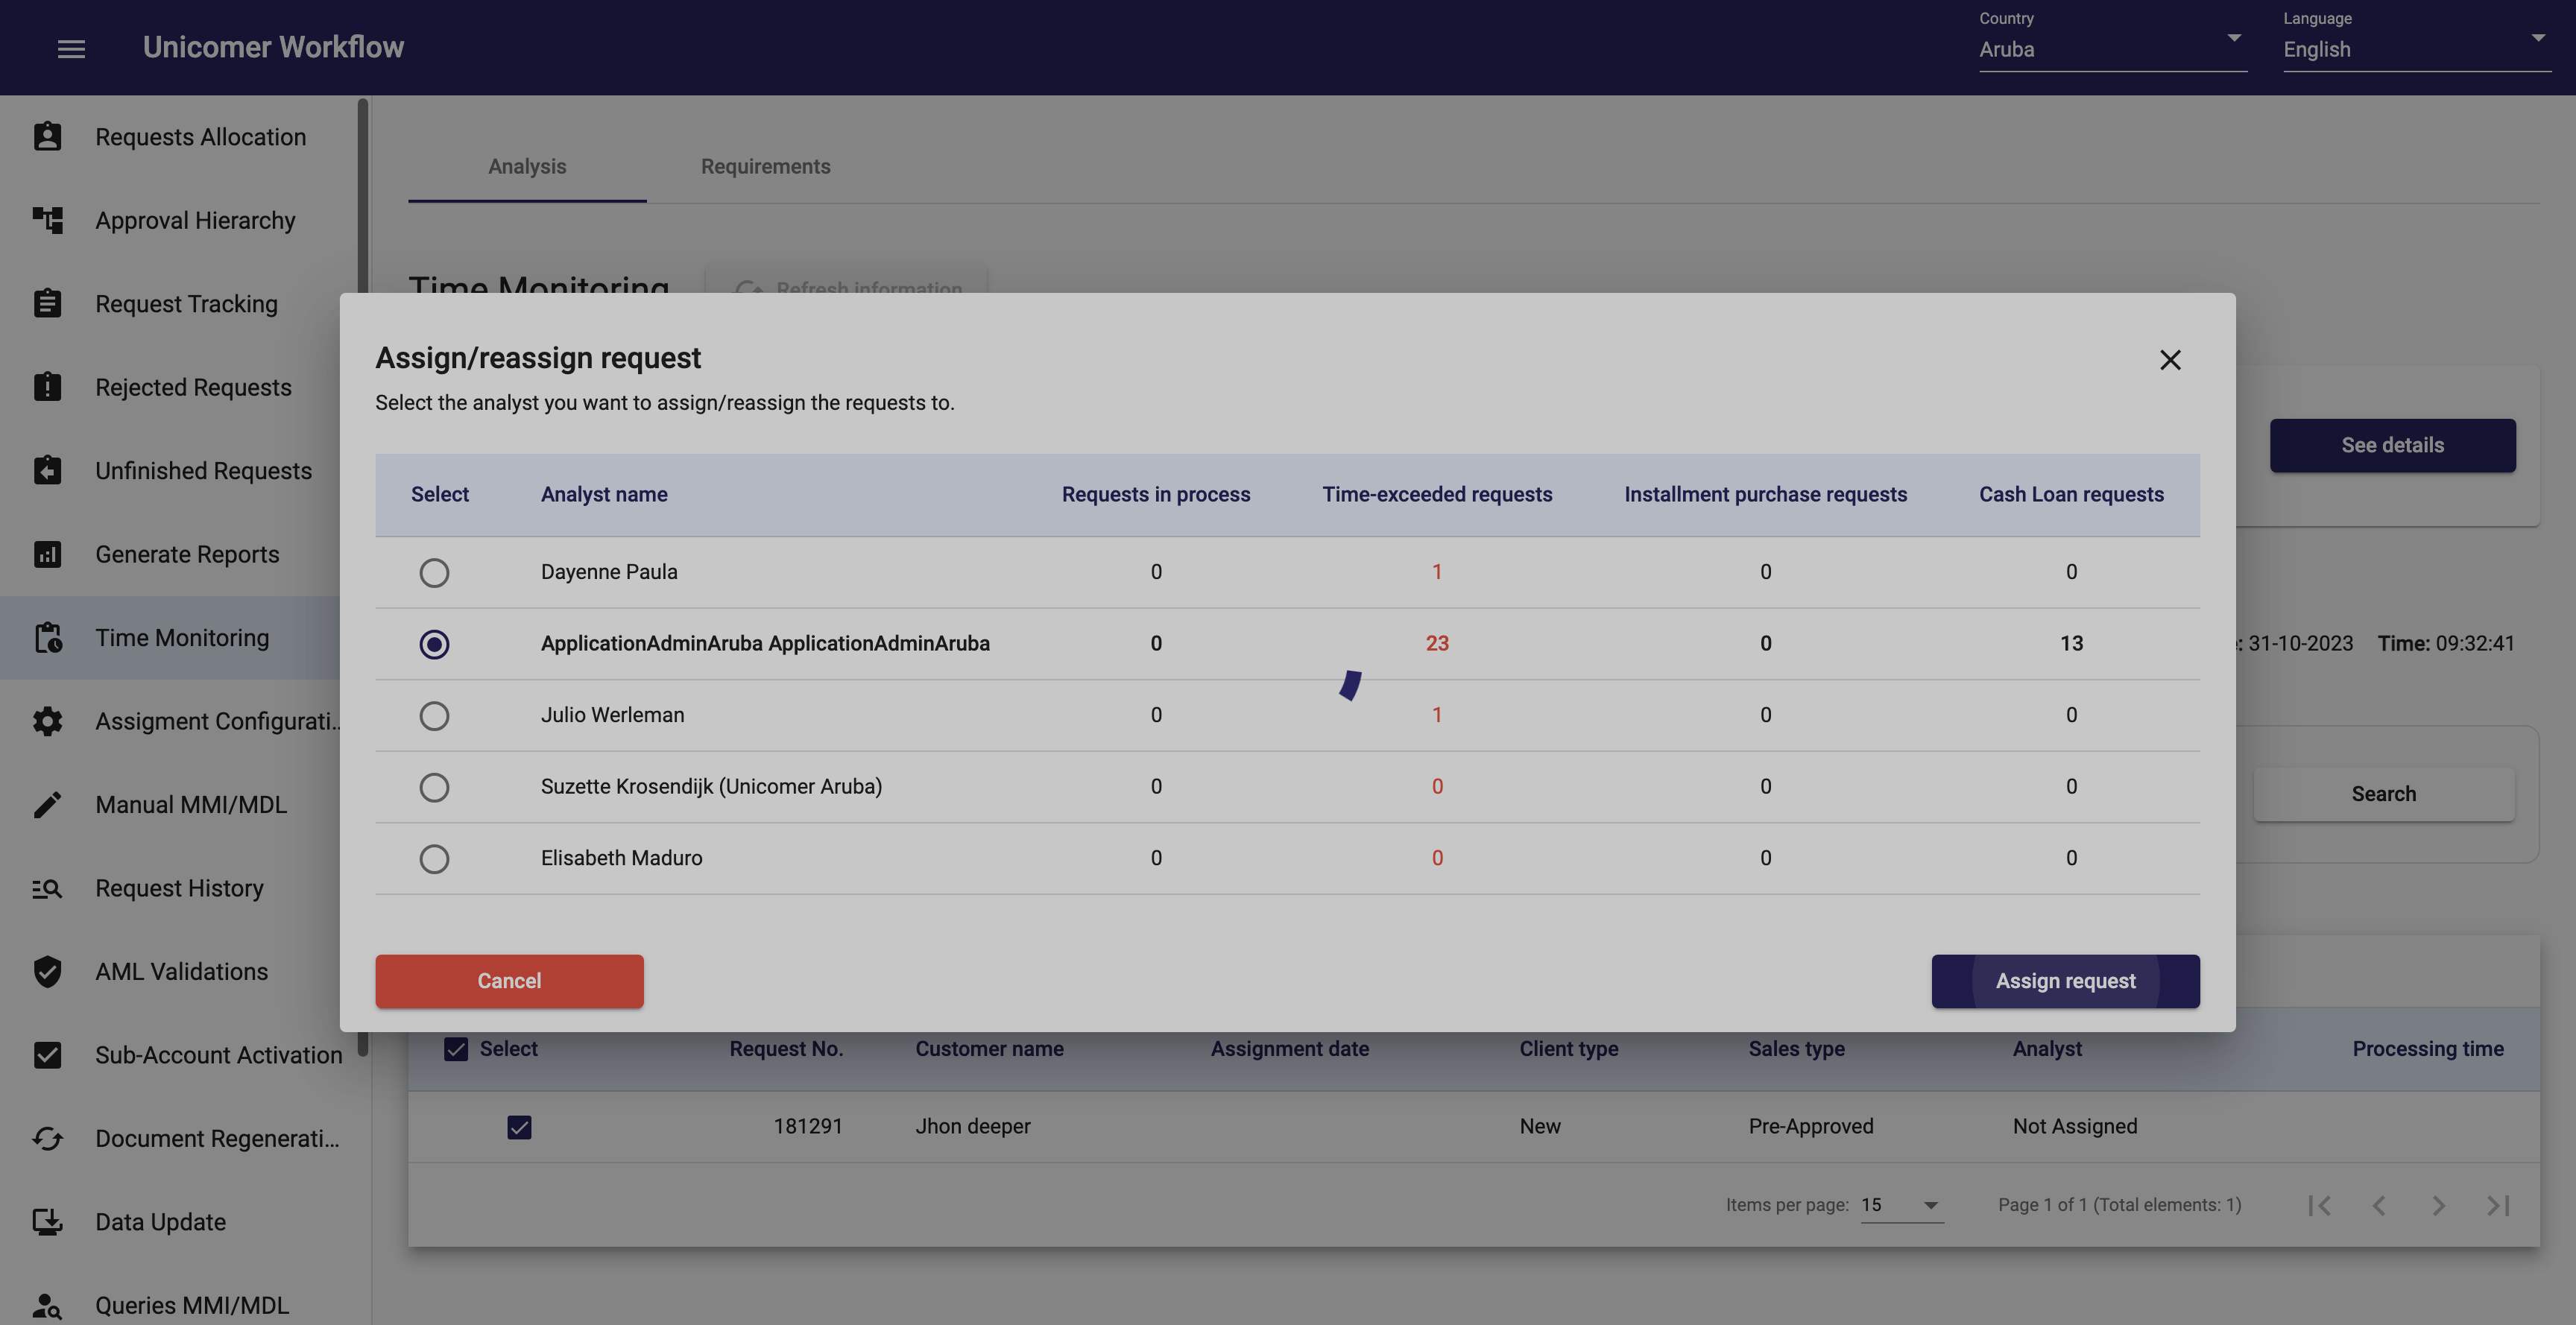 Unicomer Workflow
Country
Aruba
Language
English
Requests Allocation
Approval Hierarchy
Request Tracking
Rejected Requests
Unfinished Requests
Generate Reports
Time Monitoring
Assigment Configurati...
Manual MMI/MDL
Request History
AML Validations
Sub-Account Activation
Document Regenerati...
Data Update
Queries MMI/MDL
Analysis Requirements
Time Monitoring Refresh information
See details
: 31-10-2023 Time: 09:32:41
Search
Assign/reassign request
Select the analyst you want to assign/reassign the requests to.
Select Analyst name Requests in process Time-exceeded requests Installment purchase requests Cash Loan requests
Dayenne Paula 0 1 0 0
ApplicationAdminAruba ApplicationAdminAruba 0 23 0 13
Julio Werleman 0 1 0 0
Suzette Krosendijk (Unicomer Aruba) 0 0 0 0
Elisabeth Maduro 0 0 0 0
Cancel Assign request
Select Request No. Customer name Assignment date Client type Sales type Analyst Processing time
181291 Jhon deeper New Pre-Approved Not Assigned
Items per page: 15 Page 1 of 1 (Total elements: 1)